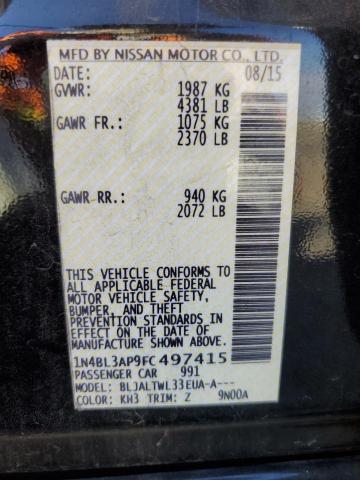 MFD BY NISSAN MOTOR CO., LTD.
DATE: 08/15
GVWR: 1987 KG
4381 LB
GAWR FR.: 1075 KG
2370 LB
GAWR RR.: 940 KG
2072 LB
THIS VEHICLE CONFORMS TO
ALL APPLICABLE FEDERAL
MOTOR VEHICLE SAFETY,
BUMPER, AND THEFT
PREVENTION STANDARDS
IN EFFECT ON THE DATE OF
MANUFACTURE SHOWN ABOVE.
1N4BL3AP9FC497415
PASSENGER CAR 991
MODEL: BLJALTWL33EUA-A---
COLOR: KH3 TRIM: Z 9N00A